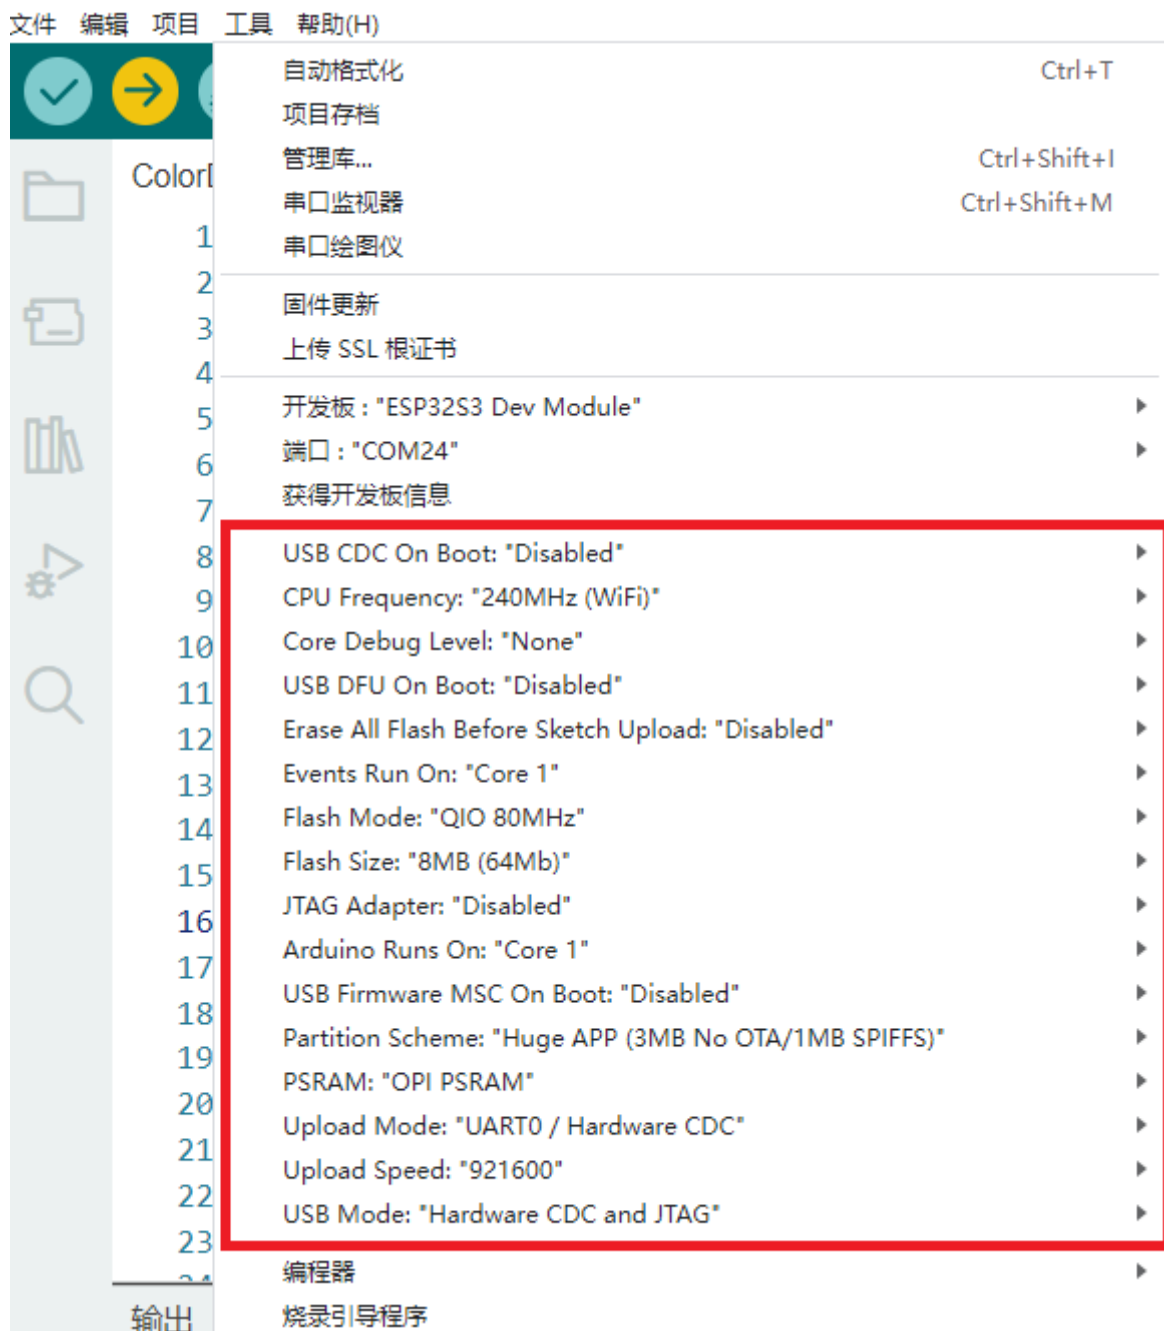 文件 编辑 项目 工具 帮助(H)
自动格式化 Ctrl+T
项目存档
管理库... Ctrl+Shift+I
串口监视器 Ctrl+Shift+M
串口绘图仪
固件更新
上传 SSL 根证书
开发板 : "ESP32S3 Dev Module"
端口 : "COM24"
获得开发板信息
USB CDC On Boot: "Disabled"
CPU Frequency: "240MHz (WiFi)"
Core Debug Level: "None"
USB DFU On Boot: "Disabled"
Erase All Flash Before Sketch Upload: "Disabled"
Events Run On: "Core 1"
Flash Mode: "QIO 80MHz"
Flash Size: "8MB (64Mb)"
JTAG Adapter: "Disabled"
Arduino Runs On: "Core 1"
USB Firmware MSC On Boot: "Disabled"
Partition Scheme: "Huge APP (3MB No OTA/1MB SPIFFS)"
PSRAM: "OPI PSRAM"
Upload Mode: "UART0 / Hardware CDC"
Upload Speed: "921600"
USB Mode: "Hardware CDC and JTAG"
编程器
烧录引导程序
Color
1
2
3
4
5
6
7
8
9
10
11
12
13
14
15
16
17
18
19
20
21
22
23
输出